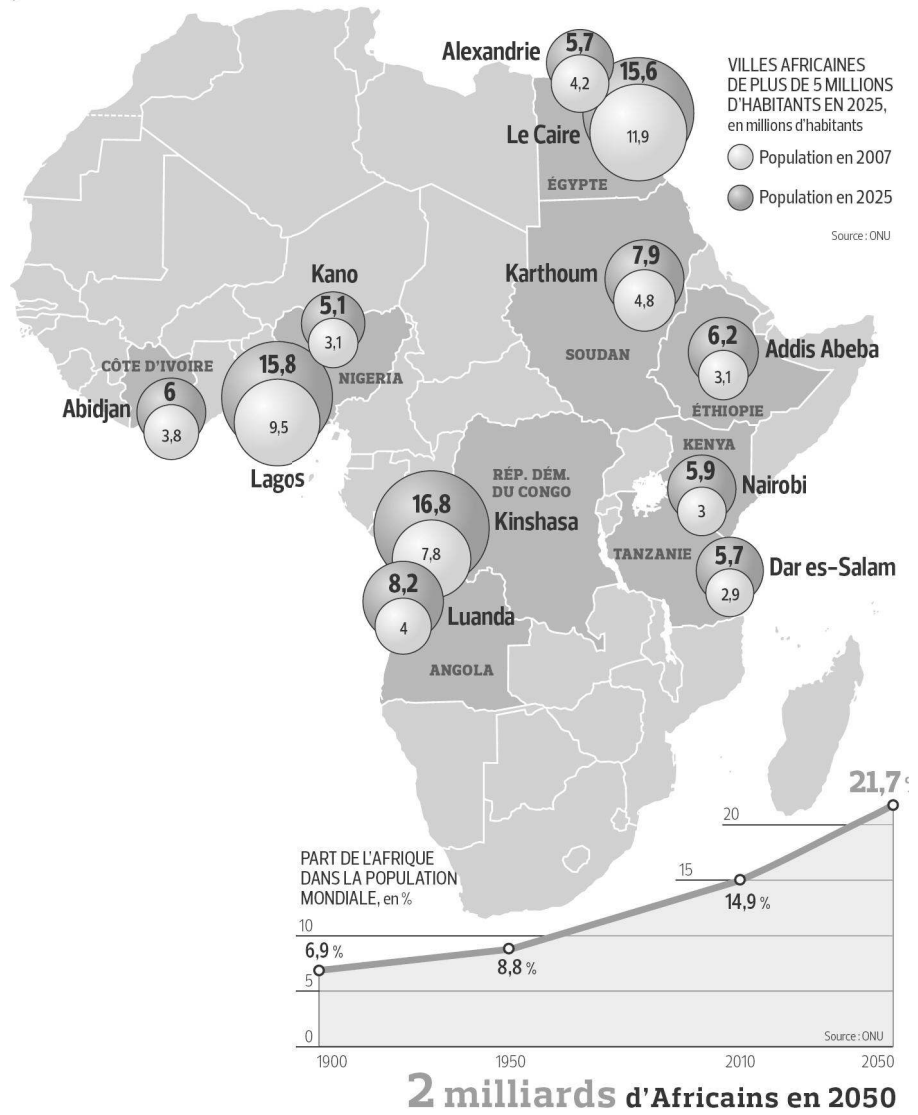 Alexandrie
5,7
4,2
15,6
Le Caire
11,9
ÉGYPTE
VILLES AFRICAINES
DE PLUS DE 5 MILLIONS
D'HABITANTS EN 2025,
en millions d'habitants
Population en 2007
Population en 2025
Source : ONU
Karthoum
7,9
4,8
SOUDAN
Kano
5,1
3,1
NIGERIA
6,2
Addis Abeba
3,1
ÉTHIOPIE
CÔTE D'IVOIRE
6
Abidjan
3,8
15,8
9,5
Lagos
KENYA
5,9
Nairobi
3
RÉP. DÉM.
DU CONGO
16,8
Kinshasa
7,8
TANZANIE
5,7
Dar es-Salam
2,9
8,2
Luanda
4
ANGOLA
PART DE L'AFRIQUE
DANS LA POPULATION
MONDIALE, en %
21,7
20
15
14,9 %
10
6,9 %
8,8 %
5
0
Source : ONU
1900
1950
2010
2050
2 milliards d'Africains en 2050